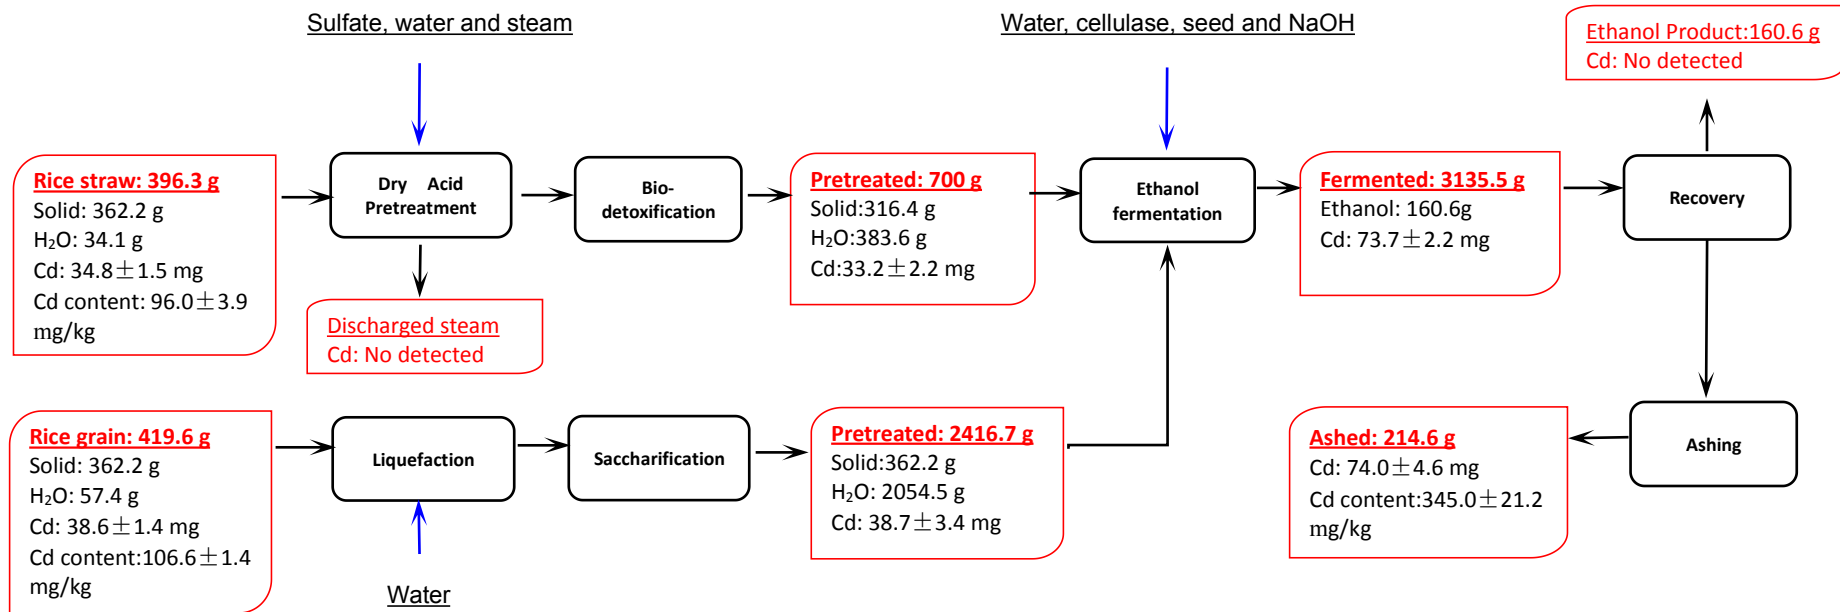 Sulfate, water and steam
Water, cellulase, seed and NaOH
Ethanol Product:160.6 g
Cd: No detected
Rice straw: 396.3 g
Solid: 362.2 g
H₂O: 34.1 g
Cd: 34.8±1.5 mg
Cd content: 96.0±3.9
mg/kg
Dry Acid
Pretreatment
Bio-
detoxification
Pretreated: 700 g
Solid:316.4 g
H₂O:383.6 g
Cd:33.2±2.2 mg
Ethanol
fermentation
Fermented: 3135.5 g
Ethanol: 160.6g
Cd: 73.7±2.2 mg
Recovery
Discharged steam
Cd: No detected
Rice grain: 419.6 g
Solid: 362.2 g
H₂O: 57.4 g
Cd: 38.6±1.4 mg
Cd content:106.6±1.4
mg/kg
Liquefaction
Saccharification
Pretreated: 2416.7 g
Solid:362.2 g
H₂O: 2054.5 g
Cd: 38.7±3.4 mg
Ashed: 214.6 g
Cd: 74.0±4.6 mg
Cd content:345.0±21.2
mg/kg
Ashing
Water